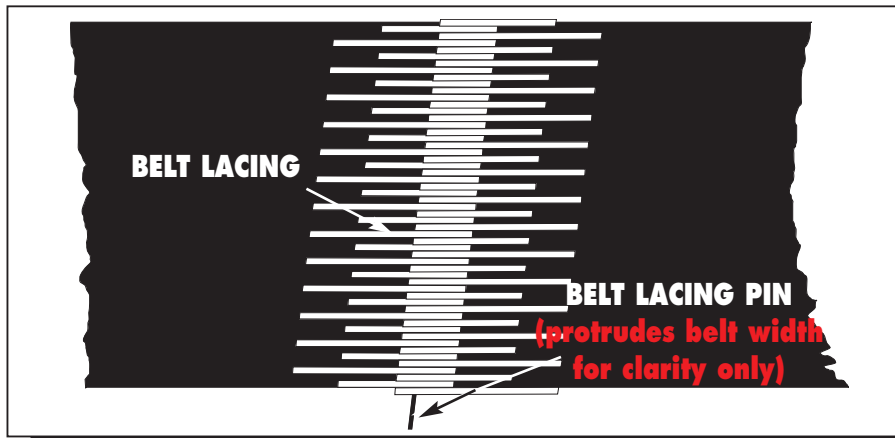 BELT LACING
BELT LACING PIN
(protrudes belt width
for clarity only)